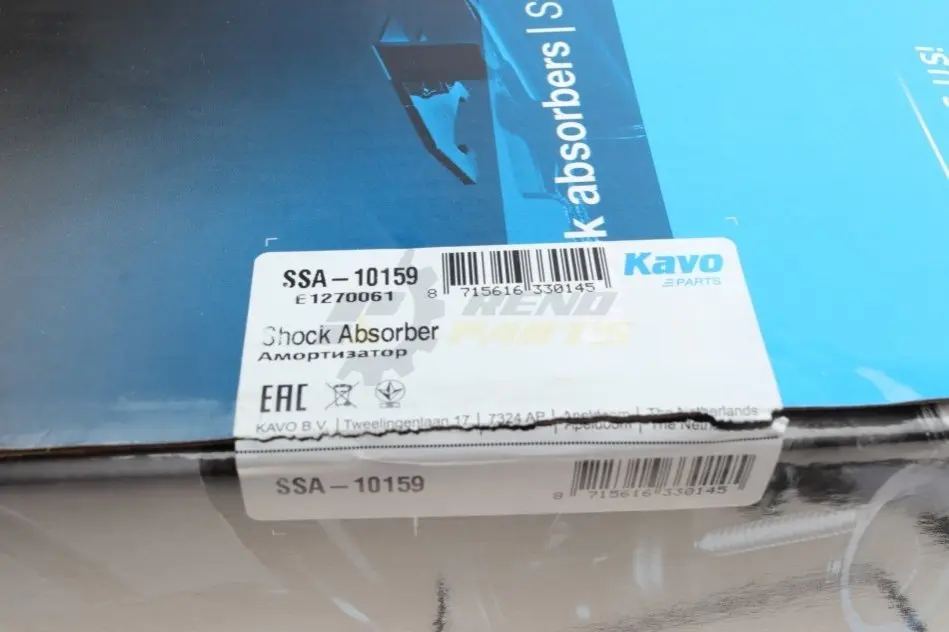 k absorbers | S
US!
SSA-10159
E1270061
8 715616 330145
Kavo
PARTS
RENO
PARTS
Shock Absorber
Амортизатор
EAC
KAVO B.V. | Tweelingenlaan 17 | 7324 AP | Apeldoorn | The Netherlands
SSA-10159
8 715616 330145